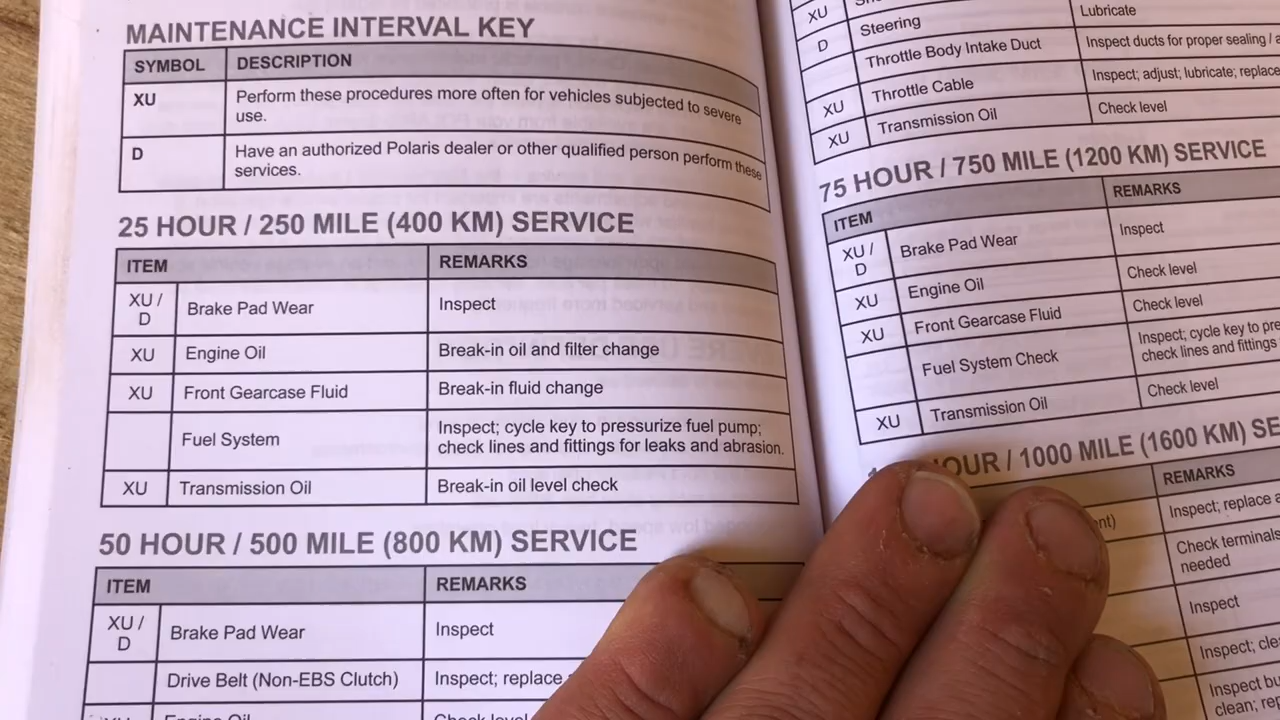 MAINTENANCE INTERVAL KEY
SYMBOL DESCRIPTION
XU Perform these procedures more often for vehicles subjected to severe
use.
D Have an authorized Polaris dealer or other qualified person perform these
services.
25 HOUR / 250 MILE (400 KM) SERVICE
ITEM REMARKS
XU / D Brake Pad Wear Inspect
XU Engine Oil Break-in oil and filter change
XU Front Gearcase Fluid Break-in fluid change
Fuel System Inspect; cycle key to pressurize fuel pump;
check lines and fittings for leaks and abrasion.
XU Transmission Oil Break-in oil level check
50 HOUR / 500 MILE (800 KM) SERVICE
ITEM REMARKS
XU / D Brake Pad Wear Inspect
Drive Belt (Non-EBS Clutch) Inspect; replace
XU Engine Oil Check level
XU
D Steering Lubricate
Throttle Body Intake Duct Inspect ducts for proper sealing /
XU Throttle Cable Inspect; adjust; lubricate; replace
XU Transmission Oil Check level
75 HOUR / 750 MILE (1200 KM) SERVICE
ITEM REMARKS
XU / D Brake Pad Wear Inspect
XU Engine Oil Check level
XU Front Gearcase Fluid Check level
Fuel System Check Inspect; cycle key to
check lines and fittings
XU Transmission Oil Check level
HOUR / 1000 MILE (1600 KM)
REMARKS
Inspect; replace
Check terminals
needed
Inspect
Inspect;
Inspect
clean;